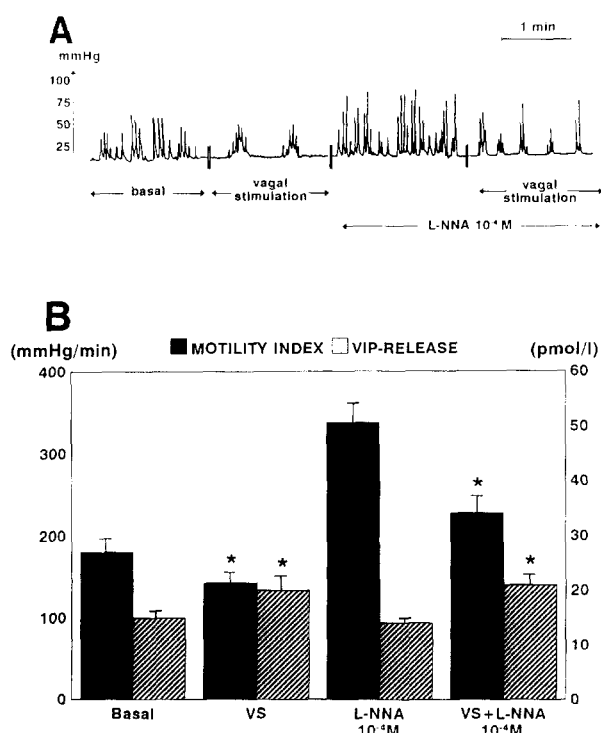 A
1 min
mmHg
100
75
50
25
basal
vagal
stimulation
vagal
stimulation
L-NNA 10⁻⁴M
B
(mmHg/min)
MOTILITY INDEX
VIP-RELEASE
(pmol/l)
400
300
200
100
0
60
50
40
30
20
10
0
*
*
*
*
Basal
VS
L-NNA
10⁻⁴M
VS+L-NNA
10⁻⁴M